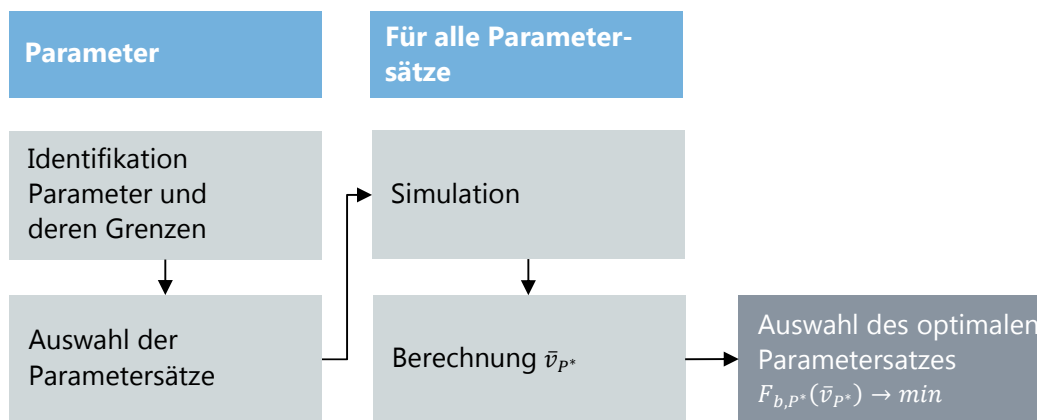 Parameter
Für alle Parameter-
sätze
Identifikation
Parameter und
deren Grenzen
Simulation
Auswahl der
Parametersätze
Berechnung v̄_{P*}
Auswahl des optimalen
Parametersatzes
F_{b,P*}(v̄_{P*}) → min